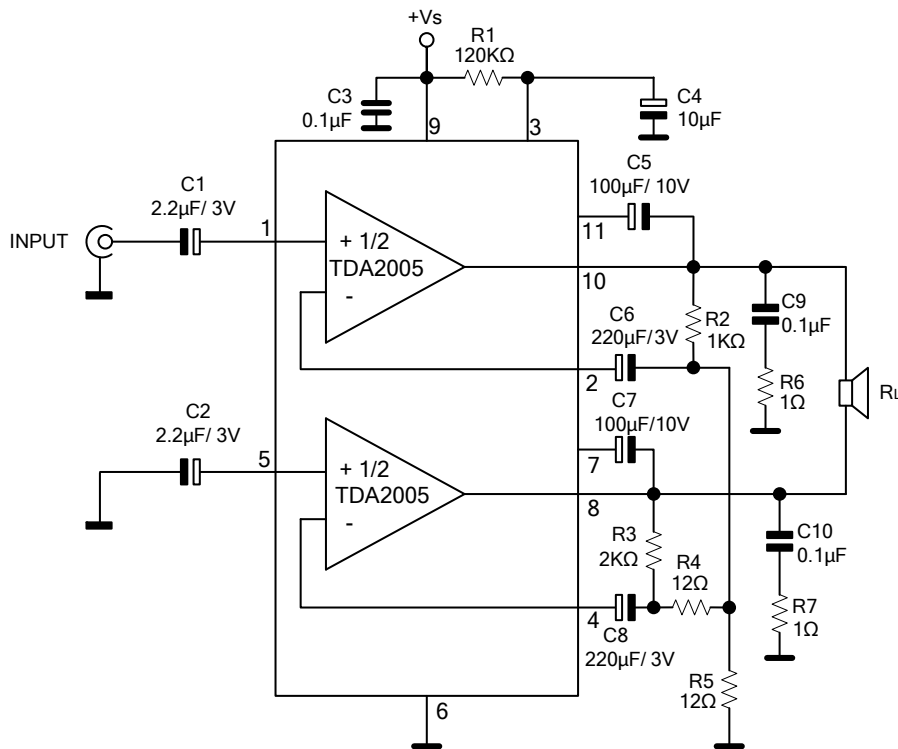 +Vs
R1
120KΩ
C3
0.1µF
9
3
C4
10µF
C1
2.2µF/ 3V
INPUT
1
+ 1/2
TDA2005
-
C5
100µF/ 10V
11
10
C6
220µF/3V
2
R2
1KΩ
C9
0.1µF
R6
1Ω
RL
C2
2.2µF/ 3V
5
+ 1/2
TDA2005
-
C7
100µF/10V
7
8
R3
2KΩ
R4
12Ω
4
C8
220µF/ 3V
C10
0.1µF
R7
1Ω
R5
12Ω
6